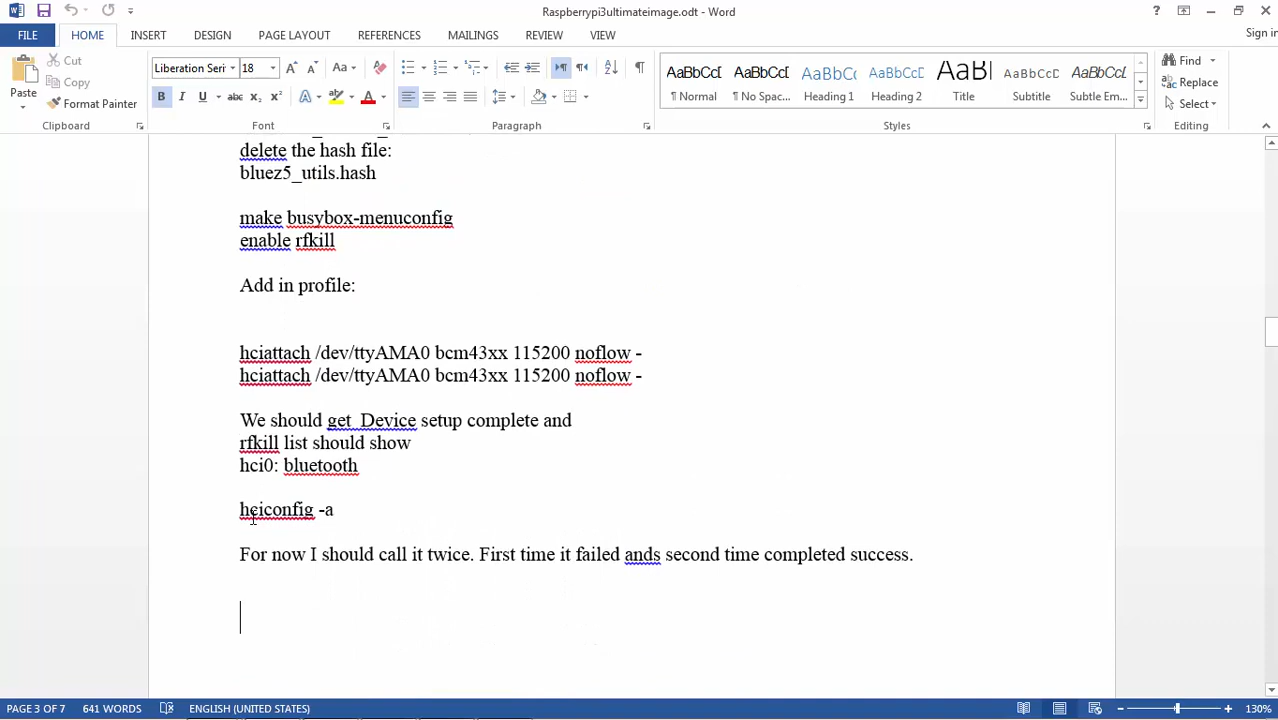 Raspberrypi3ultimateimage.odt - Word
FILE HOME INSERT DESIGN PAGE LAYOUT REFERENCES MAILINGS REVIEW VIEW Sign in
Paste Cut Copy Format Painter
Liberation Seri 18
AaBbCcI AaBbCcI AaBbC AaBbCcI AaB AaBbCcD AaBbCcD
¶ Normal ¶ No Spac... Heading 1 Heading 2 Title Subtitle Subtle Em...
Find
Replace
Select
Clipboard Font Paragraph Styles Editing
delete the hash file:
bluez5_utils.hash
make busybox-menuconfig
enable rfkill
Add in profile:
hciattach /dev/ttyAMA0 bcm43xx 115200 noflow -
hciattach /dev/ttyAMA0 bcm43xx 115200 noflow -
We should get  Device setup complete and
rfkill list should show
hci0: bluetooth
hciconfig -a
For now I should call it twice. First time it failed ands second time completed success.
PAGE 3 OF 7 641 WORDS ENGLISH (UNITED STATES) 130%